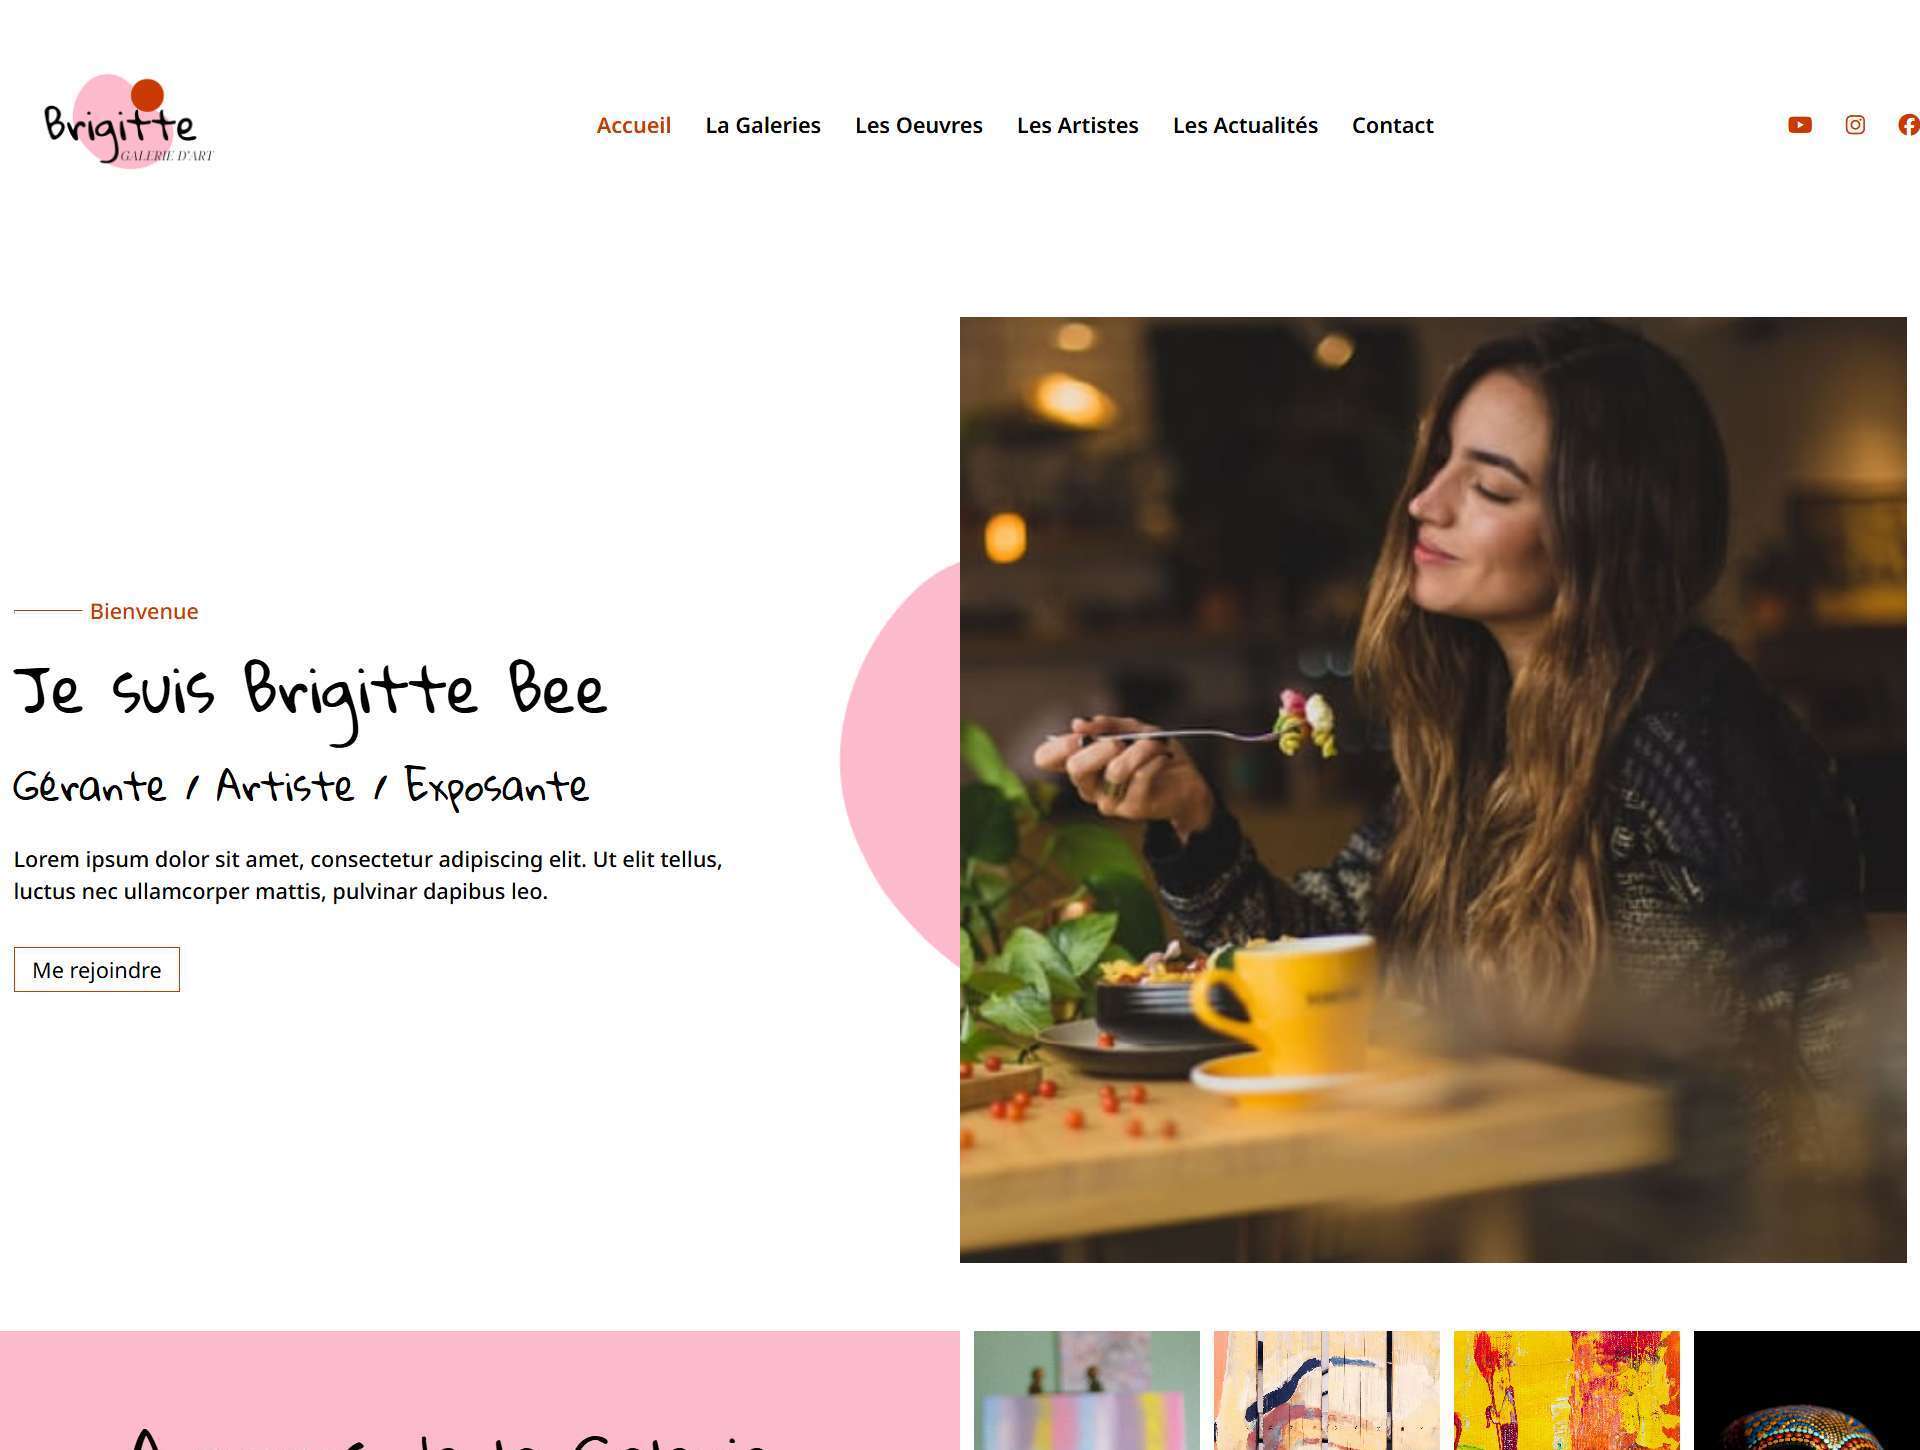 Brigitte
GALERIE D'ART
Accueil La Galeries Les Oeuvres Les Artistes Les Actualités Contact
Bienvenue
Je suis Brigitte Bee
Gérante / Artiste / Exposante
Lorem ipsum dolor sit amet, consectetur adipiscing elit. Ut elit tellus,
luctus nec ullamcorper mattis, pulvinar dapibus leo.
Me rejoindre